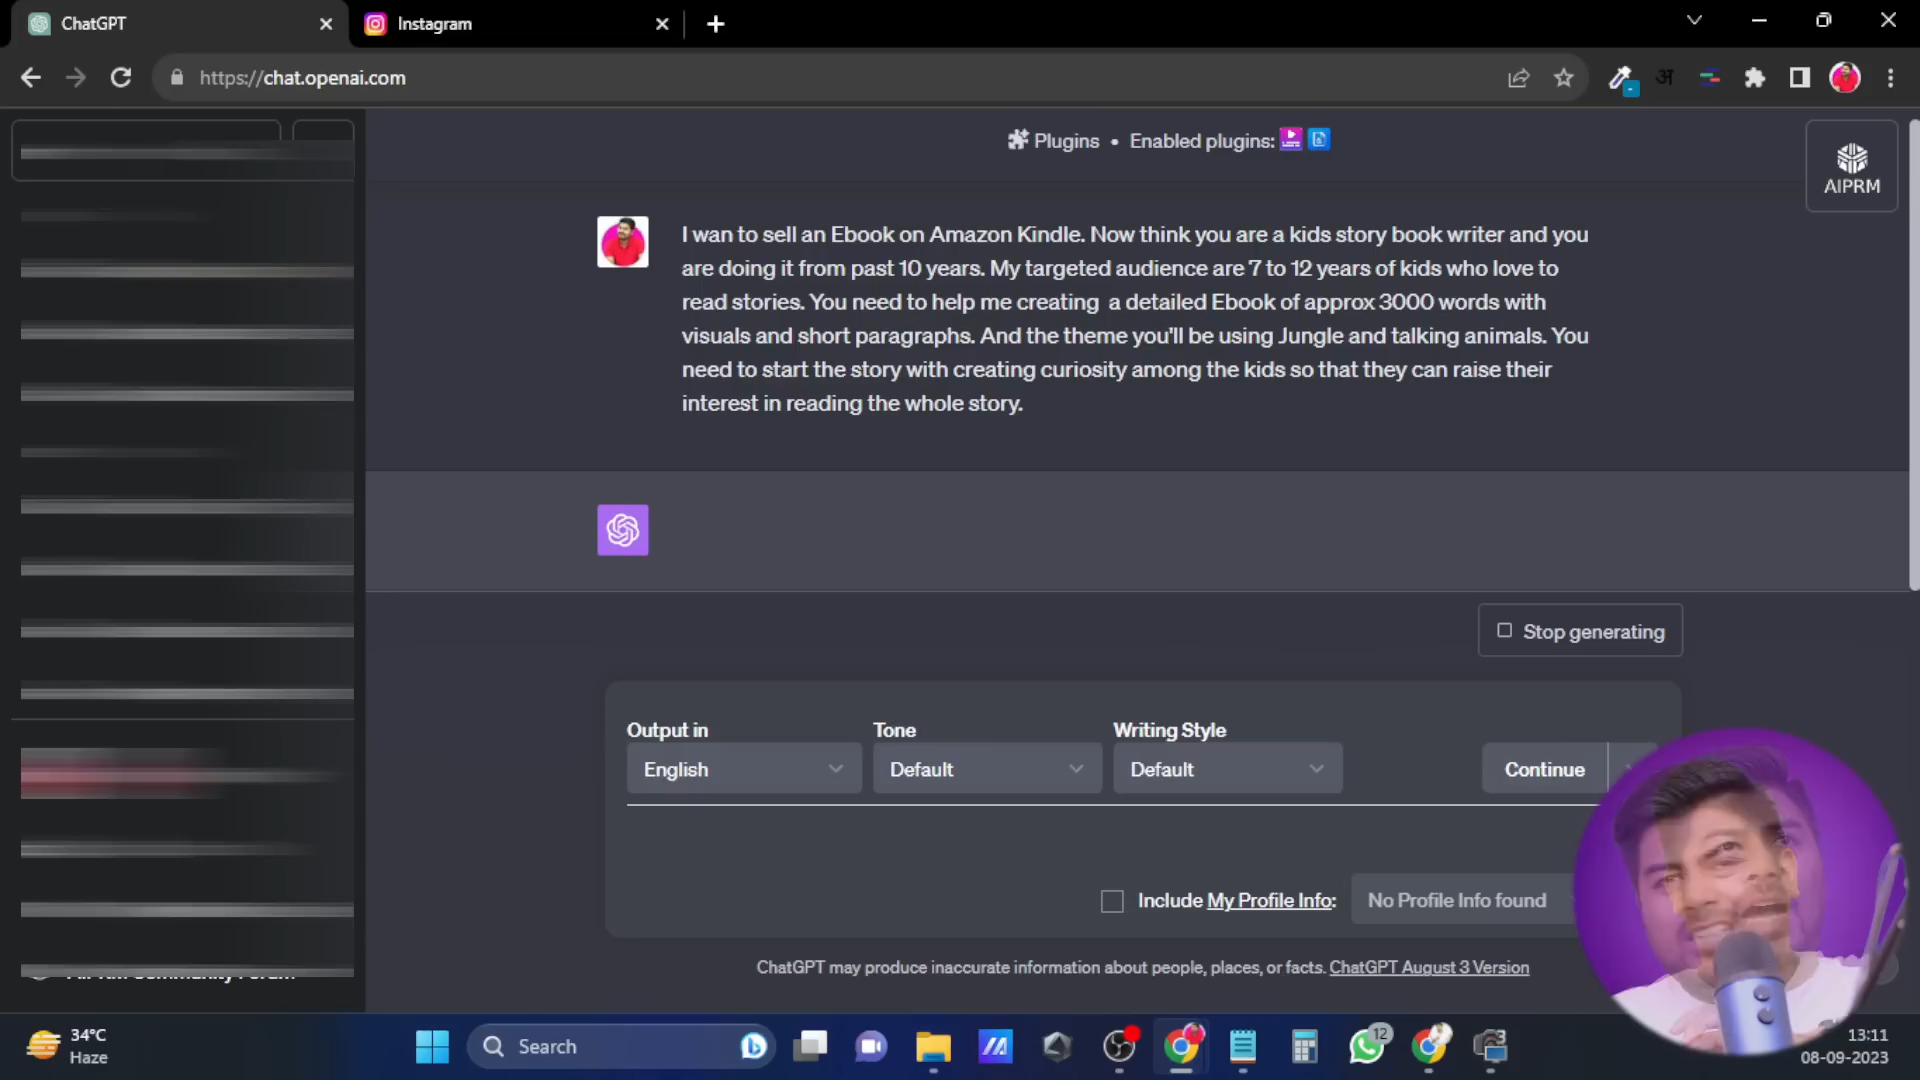 ChatGPT
Instagram
https://chat.openai.com
अ
Plugins • Enabled plugins:
AIPRM
I wan to sell an Ebook on Amazon Kindle. Now think you are a kids story book writer and you
are doing it from past 10 years. My targeted audience are 7 to 12 years of kids who love to
read stories. You need to help me creating a detailed Ebook of approx 3000 words with
visuals and short paragraphs. And the theme you'll be using Jungle and talking animals. You
need to start the story with creating curiosity among the kids so that they can raise their
interest in reading the whole story.
Stop generating
Output in
Tone
Writing Style
English
Default
Default
Continue
Include My Profile Info:
No Profile Info found
ChatGPT may produce inaccurate information about people, places, or facts. ChatGPT August 3 Version
34°C
Haze
Search
12
13:11
08-09-2023